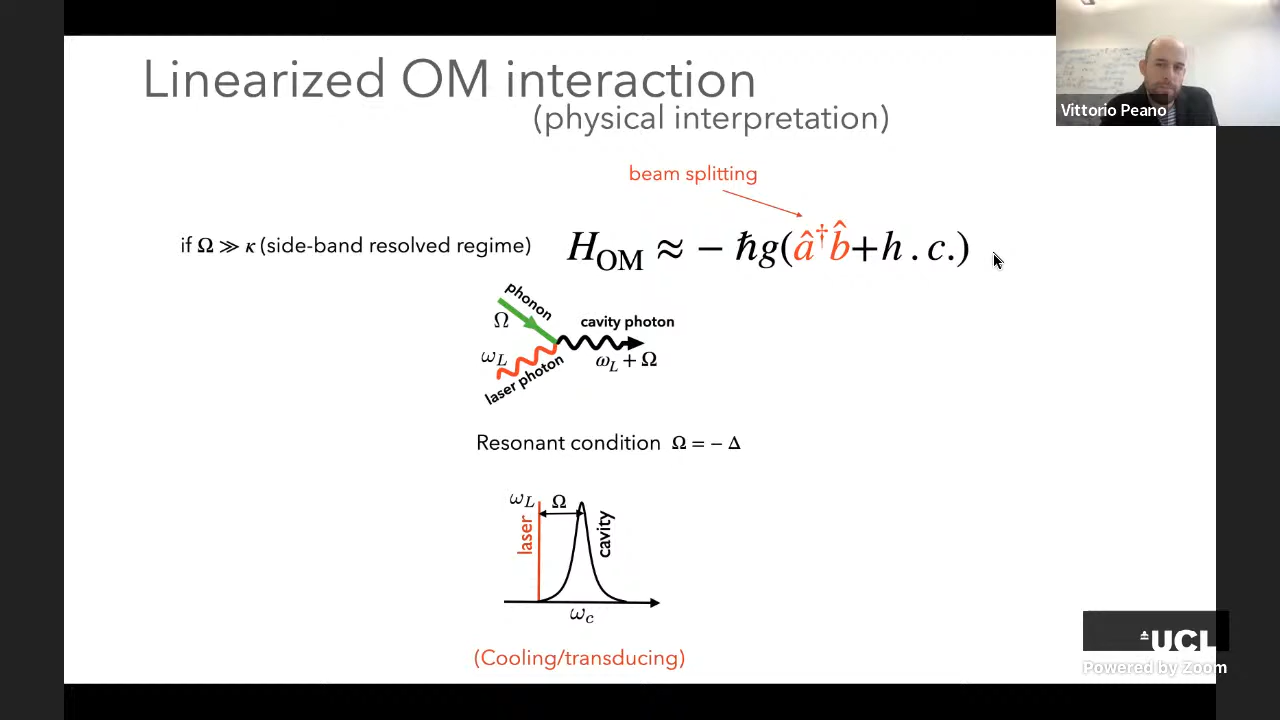 Linearized OM interaction
(physical interpretation)
Vittorio Peano
beam splitting
if Ω ≫ κ (side-band resolved regime)
H_OM ≈ − ℏg(â†b̂+h.c.)
phonon
Ω
cavity photon
ω_L
ω_L + Ω
laser photon
Resonant condition Ω = − Δ
ω_L
Ω
laser
cavity
ω_c
(Cooling/transducing)
UCL
Powered by Zoom